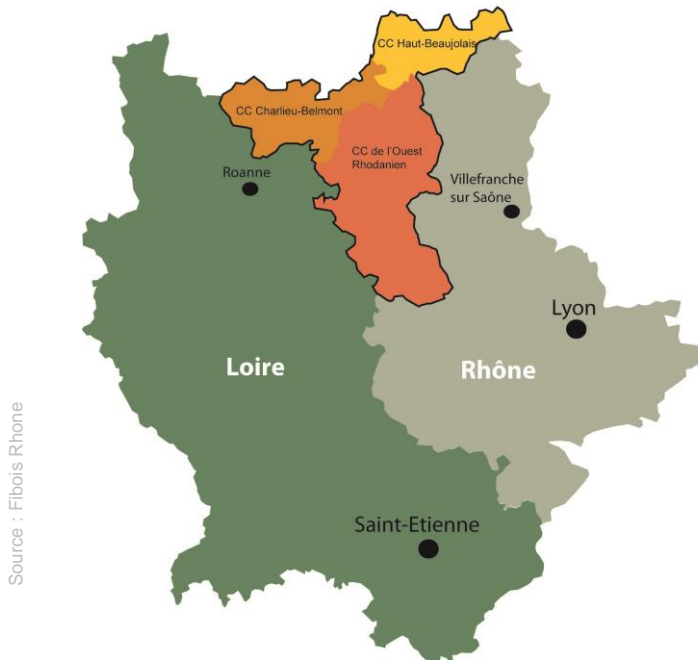 CC Haut-Beaujolais
CC Charlieu-Belmont
CC de l'Ouest
Rhodanien
Roanne
Villefranche
sur Saône
Lyon
Loire
Rhône
Saint-Etienne
Source : Fibois Rhone